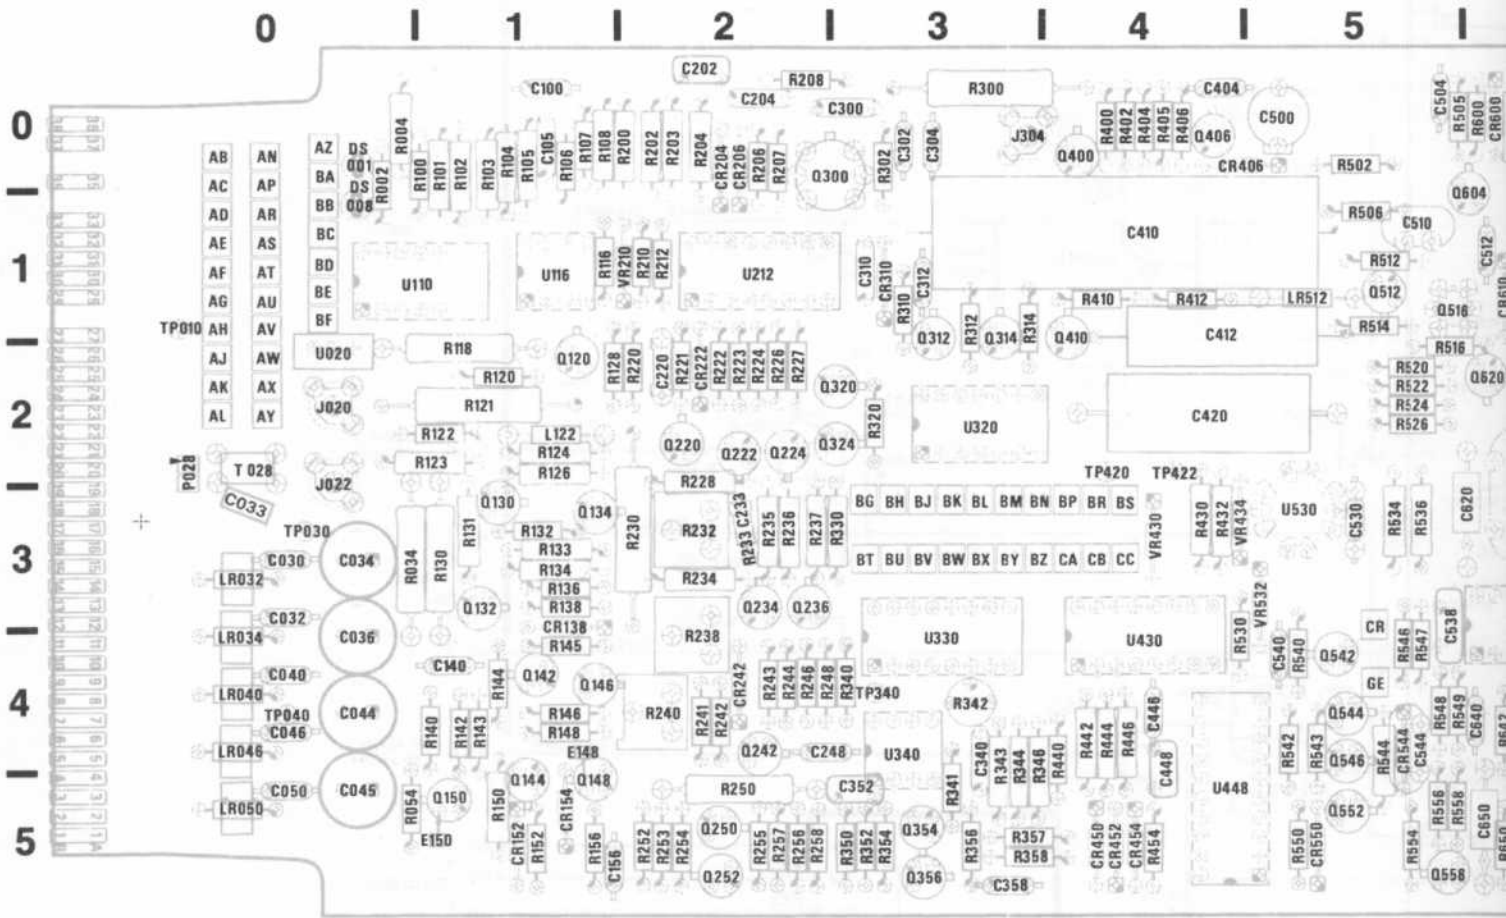 0 1 2 3 4 5
C202 R208 C100 C204 C300 R300 C404 C504 R505 R600 CR600
0
R004 R107 R108 R200 R202 R203 R204 C302 C304 J304 R400 R402 R404 R405 R406 Q406 C500
AB AN AZ DS 001 R002 R100 R101 R102 R103 R104 R105 C105 R106 CR204 CR206 R206 R207 Q300 R302 Q400 CR406 R502
AC AP BA DS 008 Q604
AD AR BB R506 C510
AE AS BC C410 C512
1
AF AT BD U110 U116 R116 VR210 R210 R212 U212 C310 CR310 R310 C312 R512
AG AU BE R410 R412 LR512 Q512 CR610
TP010 AH AV BF R312 R314 C412 R514 Q516
AJ AW U020 R118 Q120 R128 R220 C220 R221 CR222 R222 R223 R224 R226 R227 Q312 Q314 Q410 R516
AK AX R120 Q320 R520 Q620
2
AL AY J020 R121 R320 U320 C420 R522
R524
R122 L122 Q220 Q222 Q224 Q324 R526
R124
P028 T 028 R123 R126 TP420 TP422
J022 R228
C033 Q130 Q134 BG BH BJ BK BL BM BN BP BR BS C620
TP030 R131 R132 R230 R232 C233 R233 R235 R236 R237 R330 VR430 R430 R432 VR434 U530 C530 R534 R536
3
C030 C034 R034 R130 R133 BT BU BV BW BX BY BZ CA CB CC
LR032 R134 R234
R136
C032 Q132 R138 Q234 Q236 VR532
LR034 C036 CR138 R238 U330 U430 R530 CR C538
R145 C540 R540 Q542 R546 R547
C040 C140 R144 Q142 Q146 CR242 R243 R244 R246 R248 R340 TP340 GE
4
LR040 R342
TP040 C044 R140 R142 R143 R146 R240 R241 R242 R442 R444 R446 C446 Q544 R548 R549 C640 R642
C046 R148
LR046 E148 Q242 C248 U340 C340 R343 R344 R346 R440 C448 R542 R543 Q546 R544 CR544 C544
C050 C045 R054 Q150 R150 Q144 Q148 R250 C352 R341 U448 R556 R558
LR050 CR154 Q552 C650
5
E150 CR152 R152 R156 C156 R252 R253 R254 Q250 R255 R257 R256 R258 R350 R352 R354 Q354 R356 R357 CR450 CR452 CR454 R454 R550 CR550 R554 R650
R358
Q252 Q356 C358 Q558